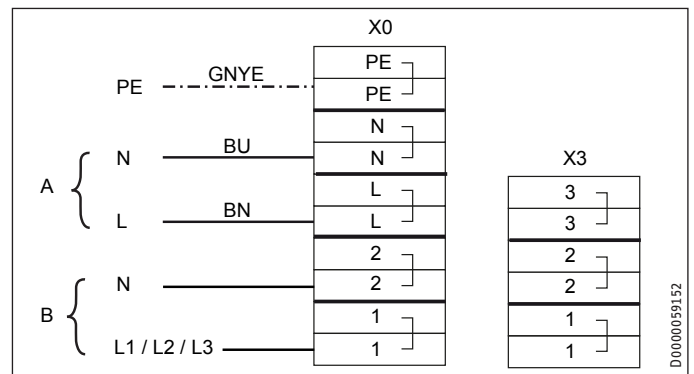 X0
PE
PE GNYE PE
N
A N BU N X3
L 3
L BN L 3
2 2
B N 2 2
1 1
L1 / L2 / L3 1 1
D0000059152